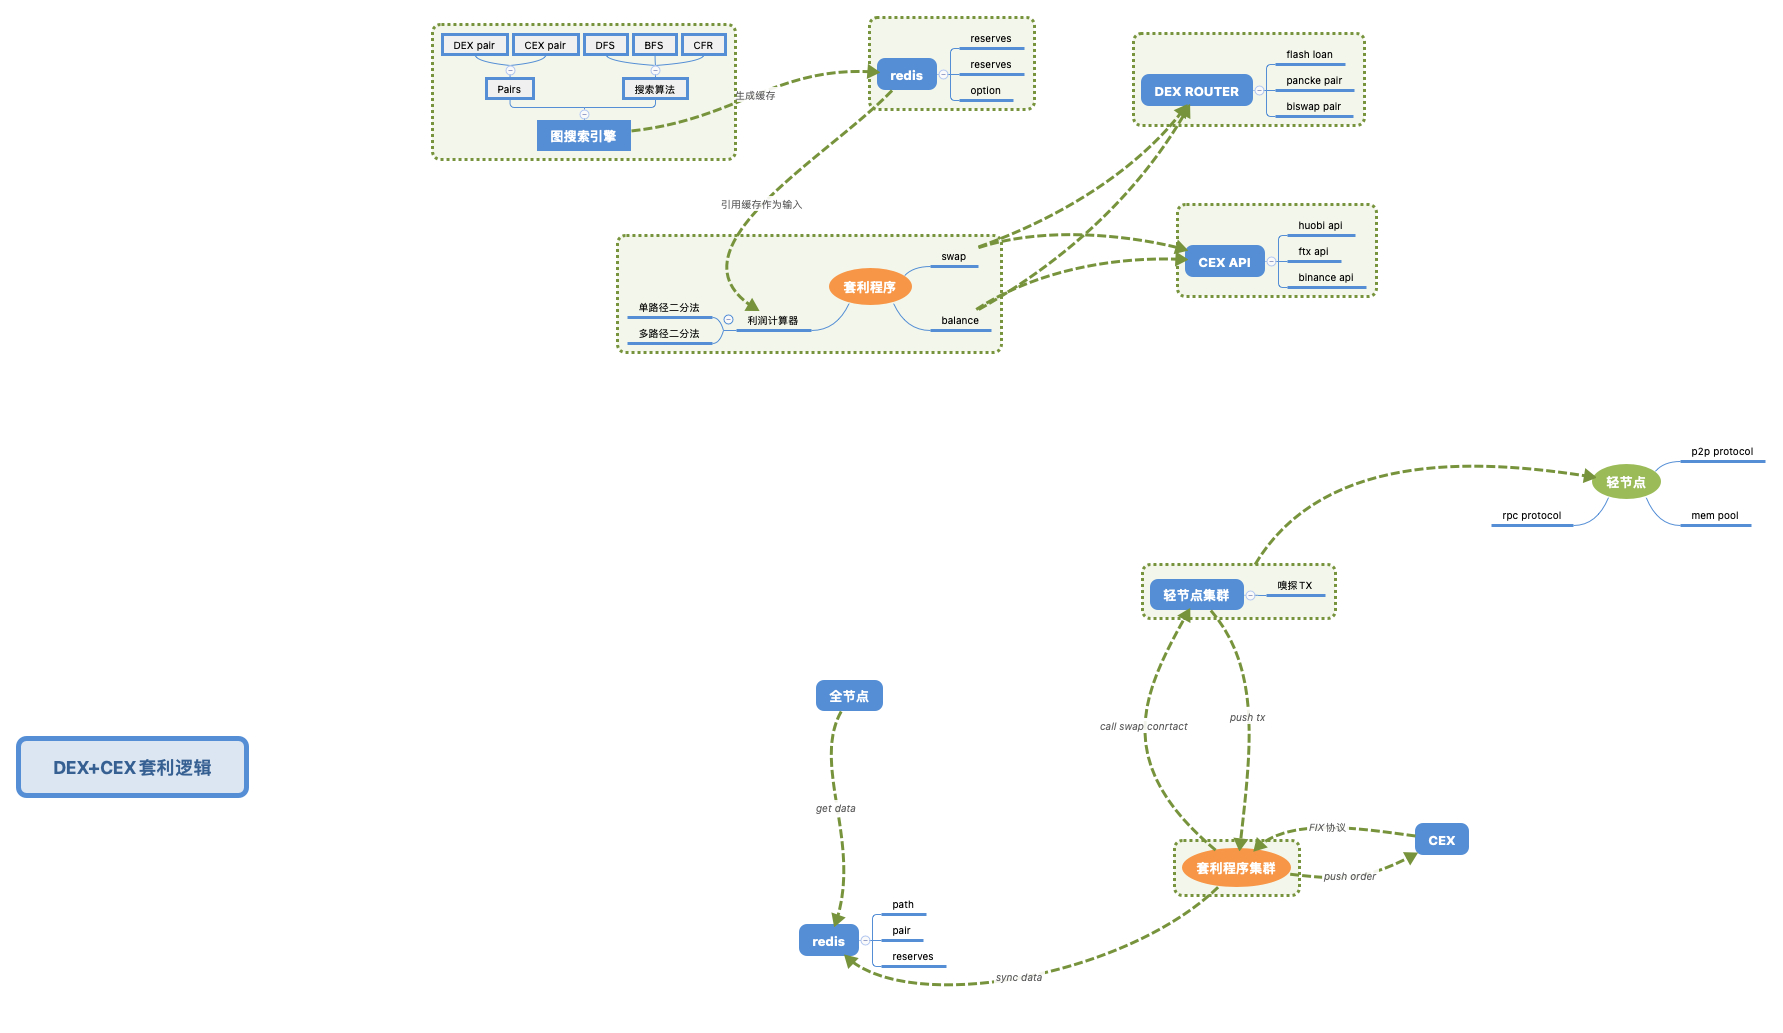 DEX pair
CEX pair
DFS
BFS
CFR
Pairs
搜索算法
图搜索引擎
生成缓存
redis
reserves
reserves
option
DEX ROUTER
flash loan
pancke pair
biswap pair
引用缓存作为输入
CEX API
huobi api
ftx api
binance api
swap
套利程序
balance
利润计算器
单路径二分法
多路径二分法
p2p protocol
轻节点
rpc protocol
mem pool
轻节点集群
嗅探TX
全节点
call swap conrtact
push tx
DEX+CEX套利逻辑
get data
FIX协议
CEX
套利程序集群
push order
path
redis
pair
reserves
sync data